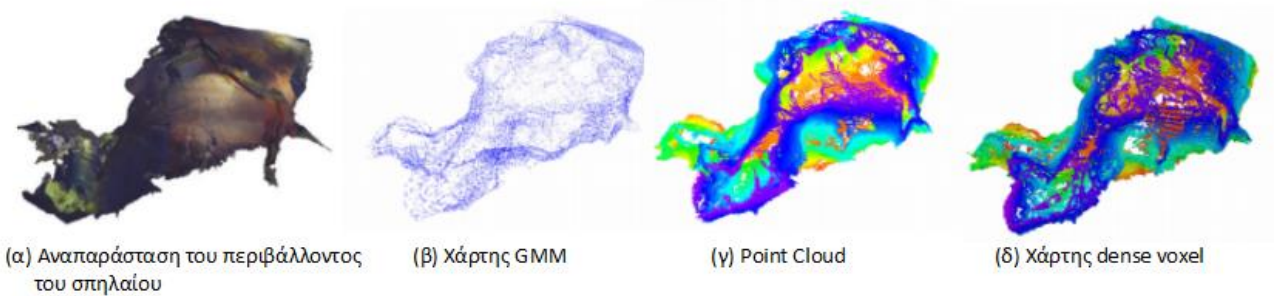 (α) Αναπαράσταση του περιβάλλοντος
του σπηλαίου
(β) Χάρτης GMM
(γ) Point Cloud
(δ) Χάρτης dense voxel